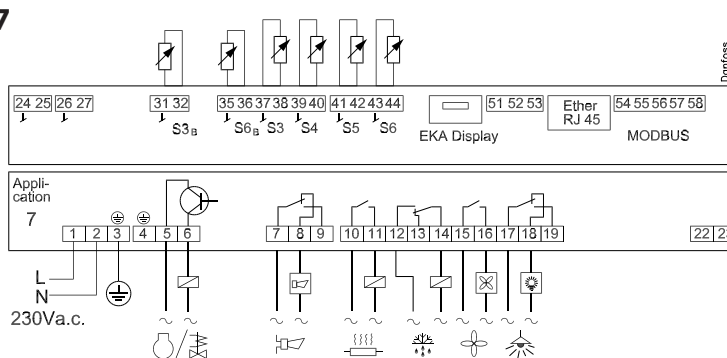 7
Danfoss
24 25 26 27 31 32 35 36 37 38 39 40 41 42 43 44 51 52 53 Ether RJ 45 54 55 56 57 58
S3B S6B S3 S4 S5 S6 EKA Display MODBUS
Appli-
cation
7
1 2 3 4 5 6 7 8 9 10 11 12 13 14 15 16 17 18 19 22
L
N
230Va.c.